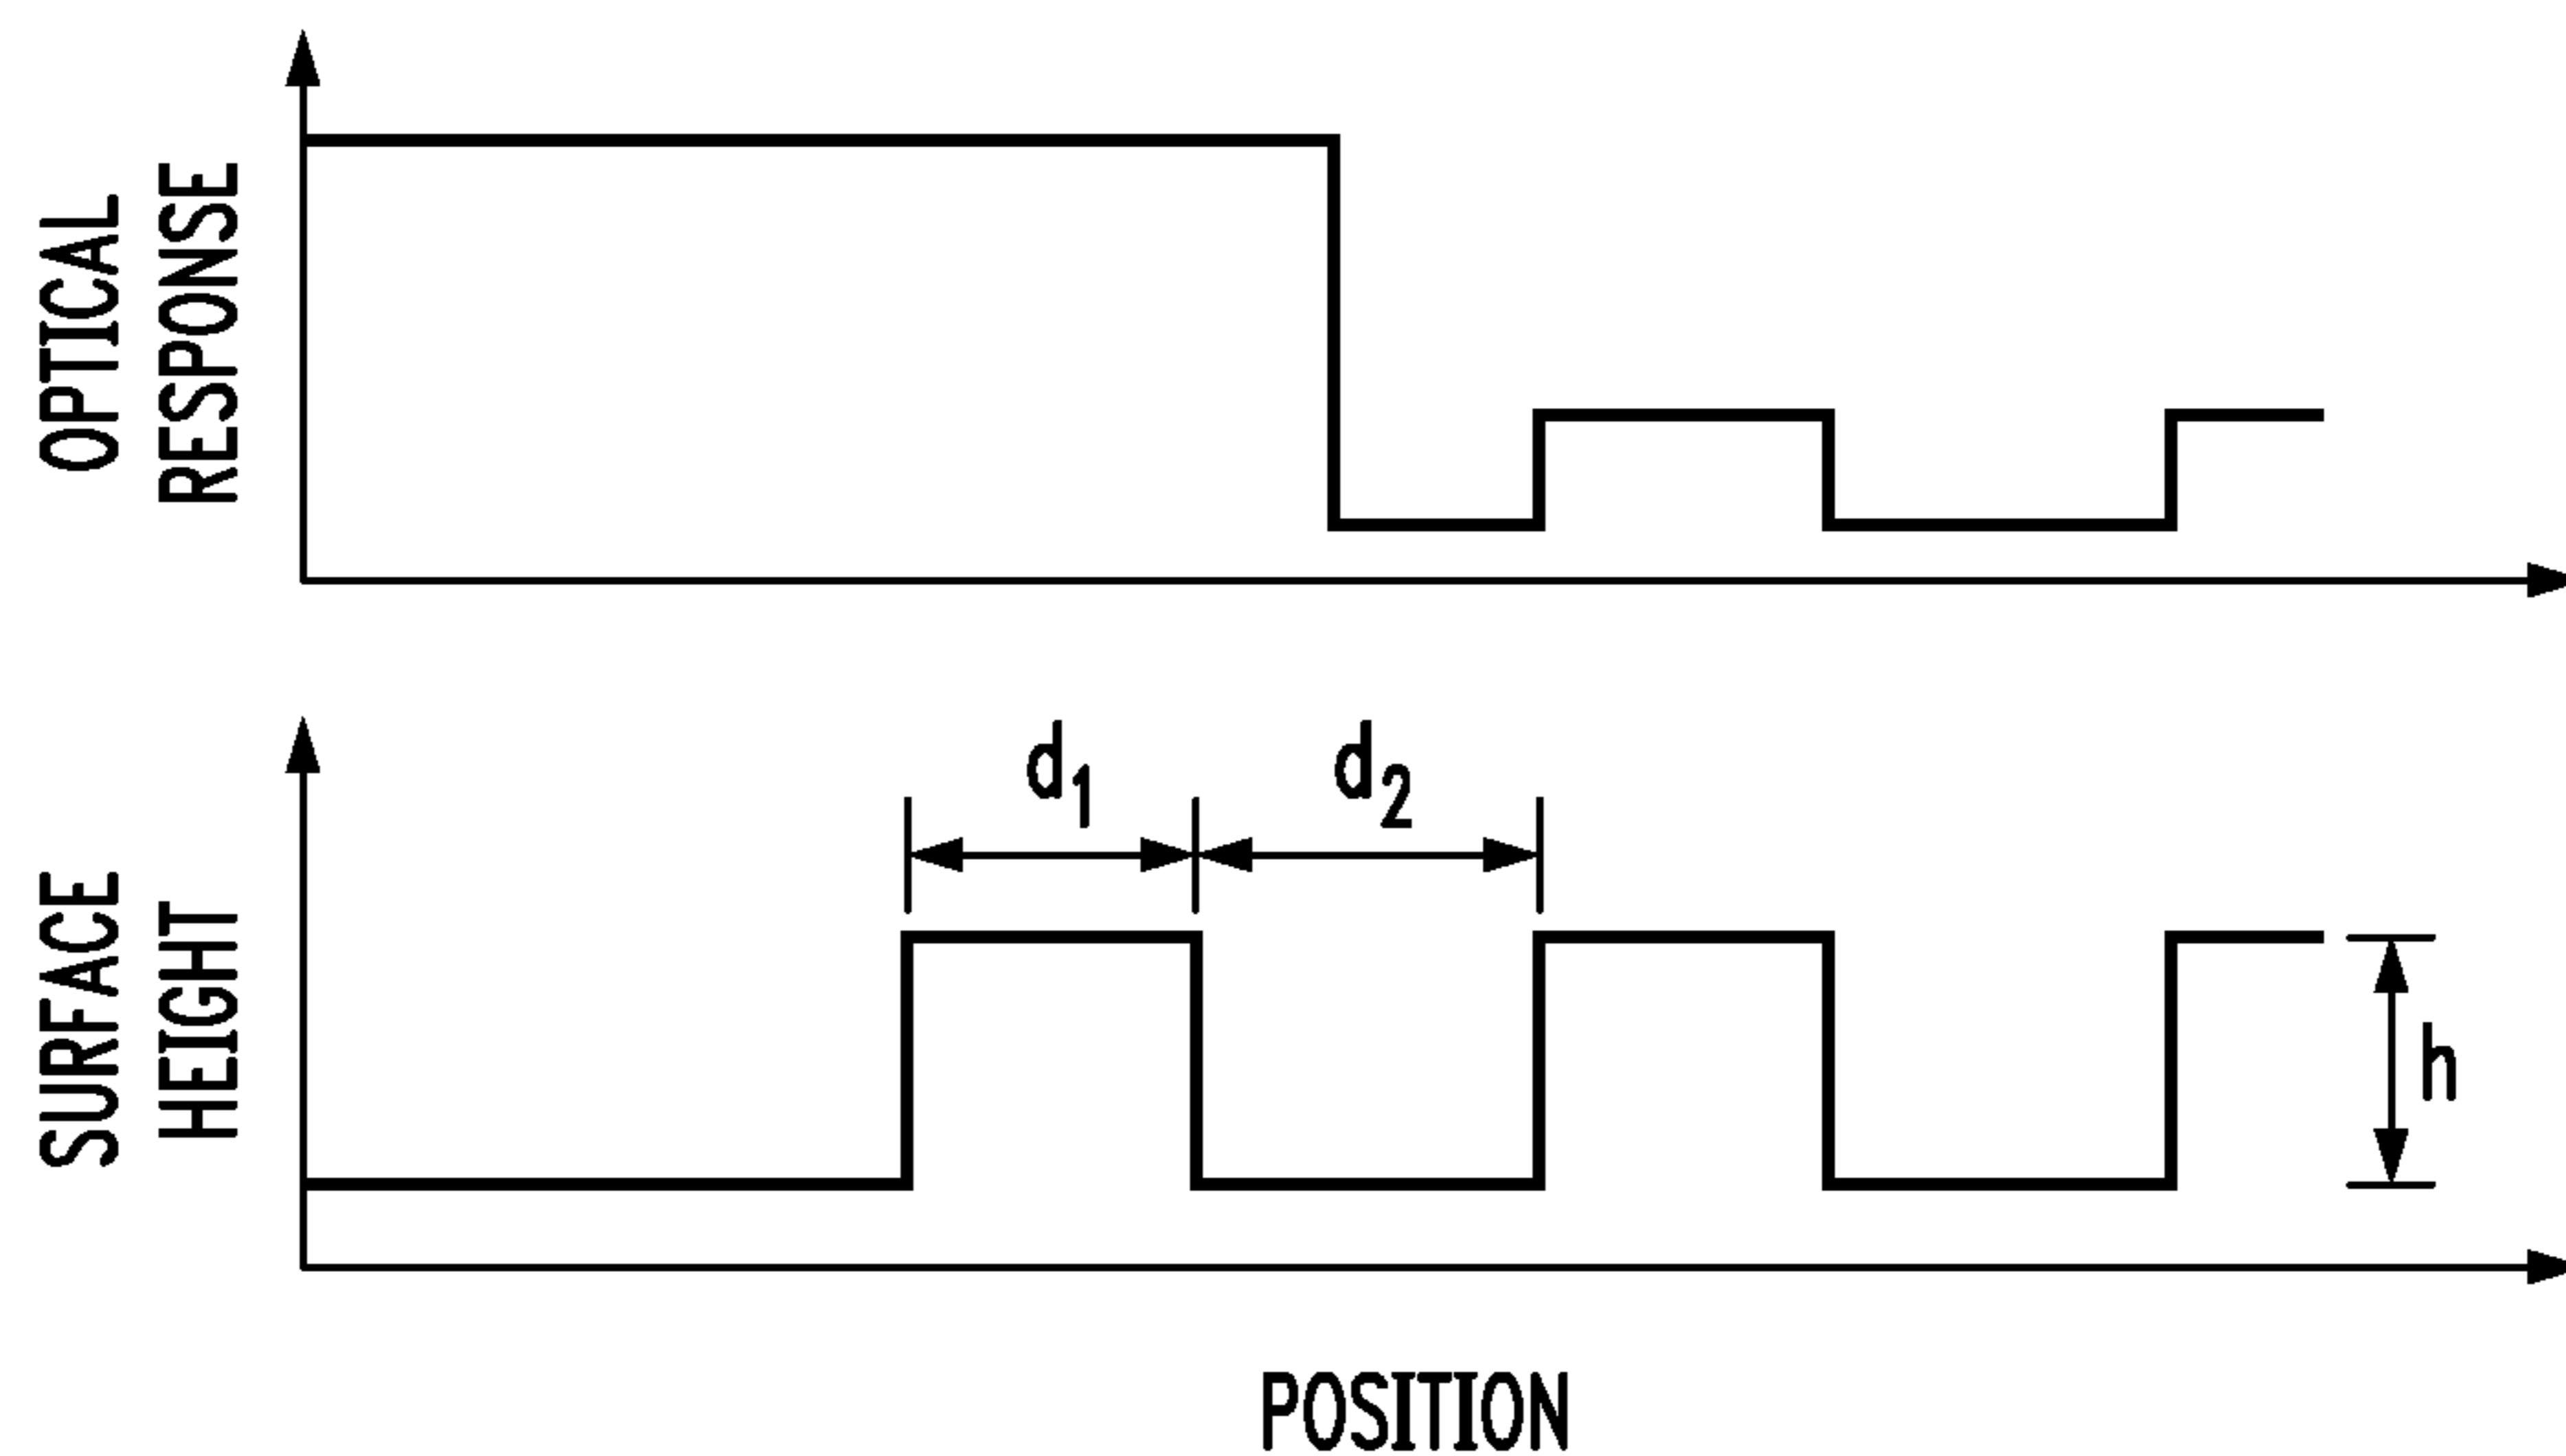 OPTICAL
RESPONSE
d1
d2
SURFACE
HEIGHT
h
POSITION